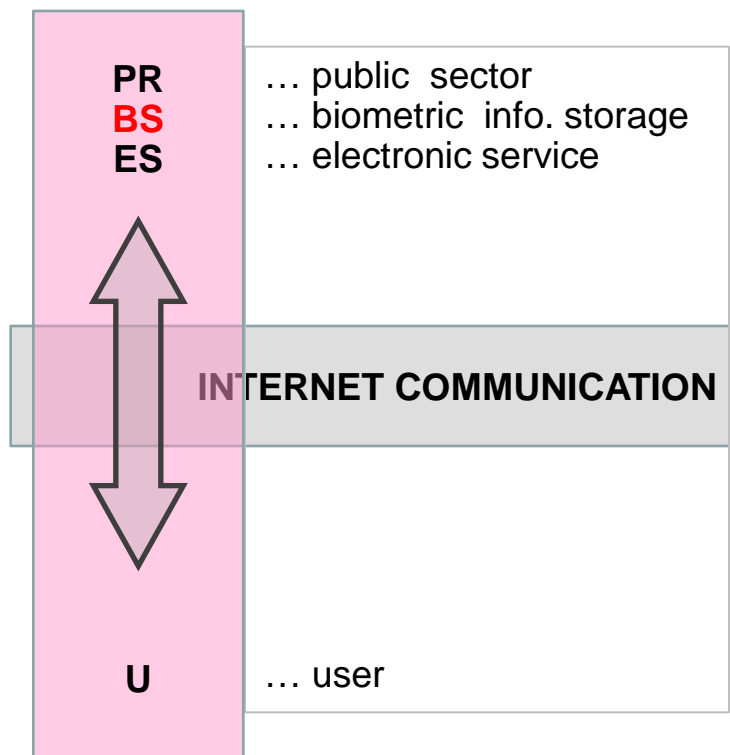 PR … public sector
BS … biometric info. storage
ES … electronic service
INTERNET COMMUNICATION
U … user